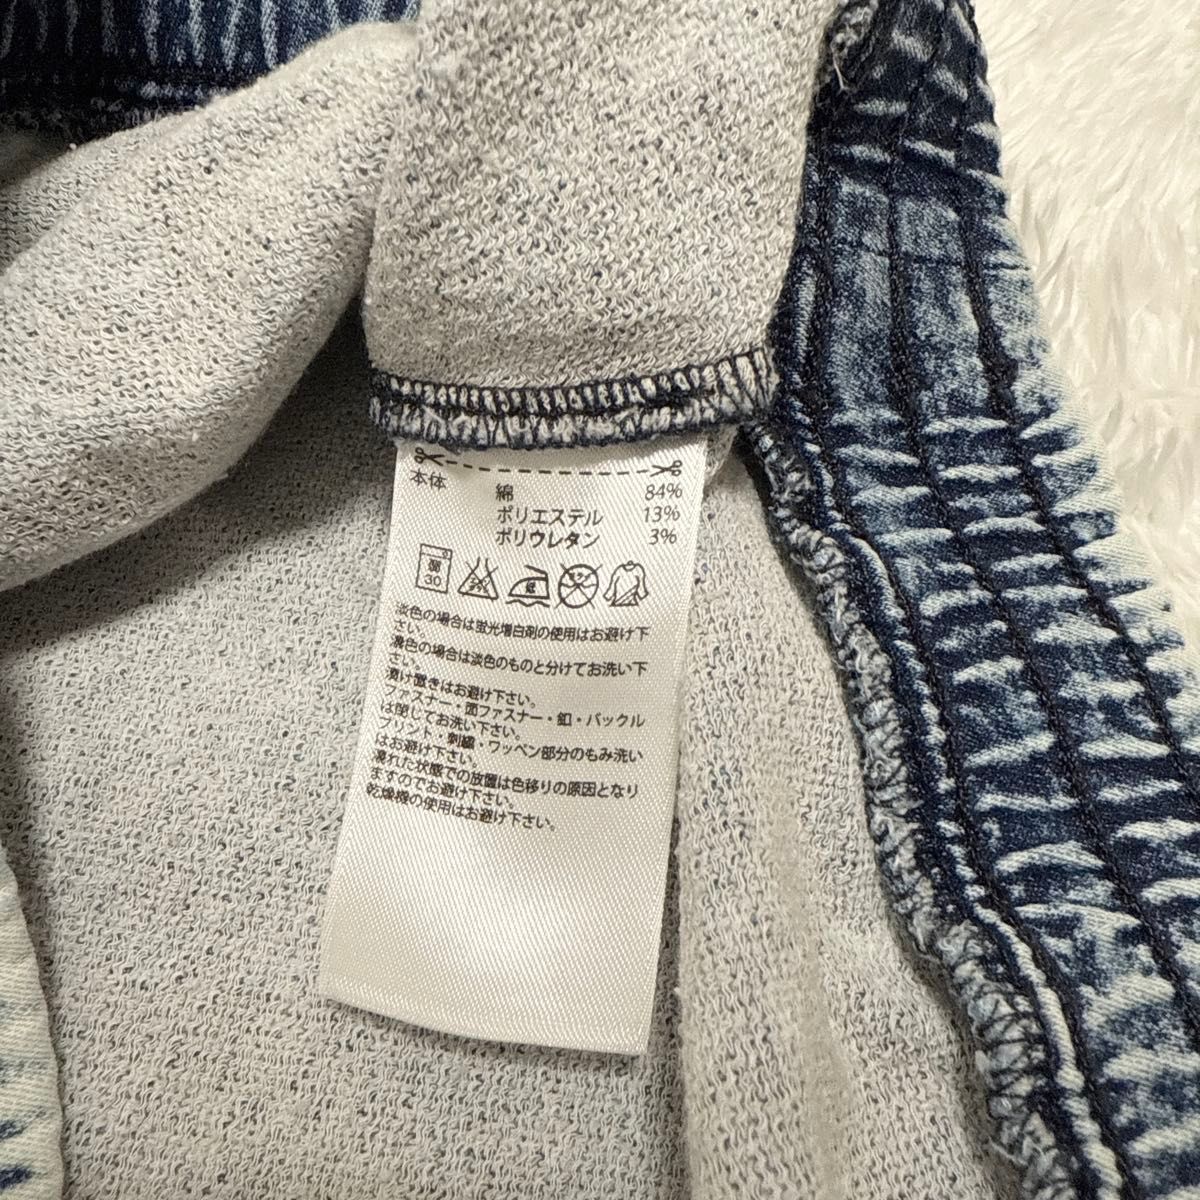 本体 綿 84%
ポリエステル 13%
ポリウレタン 3%
弱
30
淡色の場合は蛍光増白剤の使用はお避け下
さい。
濃色の場合は淡色のものと分けてお洗い下
さい。
漬け置きはお避け下さい。
ファスナー・面ファスナー・釦・バックル
は閉じてお洗い下さい。
プリント・刺繍・ワッペン部分のもみ洗い
はお避け下さい。
濡れた状態での放置は色移りの原因となり
ますのでお避け下さい。
乾燥機の使用はお避け下さい。